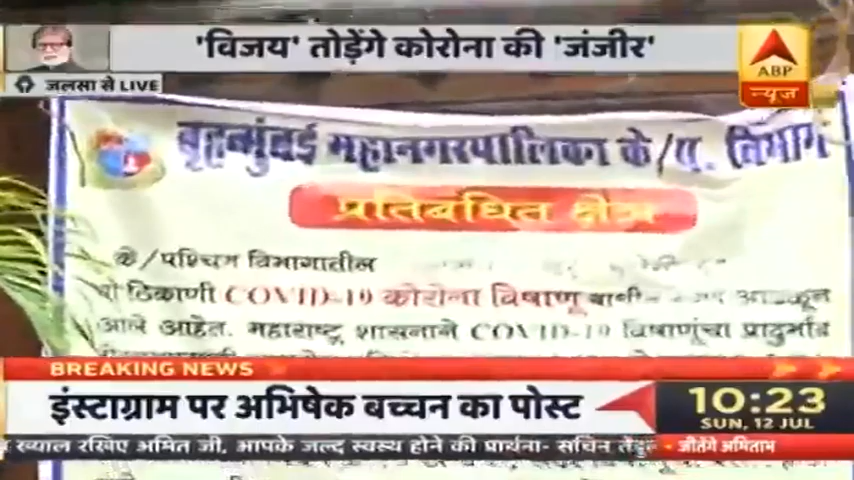 'विजय' तोड़ेंगे कोरोना की 'जंजीर'
ABP
न्यूज़
जलसा से LIVE
बृहन्मुंबई महानगरपालिका के/प. विभाग
प्रतिबंधित क्षेत्र
के/पश्चिम विभागातील
या ठिकाणी COVID-19 कोरोना विषाणू बाधीत रुग्ण आढळून
आले आहेत. महाराष्ट्र शासनाने COVID-19 विषाणूंचा प्रादुर्भाव
BREAKING NEWS
इंस्टाग्राम पर अभिषेक बच्चन का पोस्ट
10:23
SUN, 12 JUL
ख्याल रखिए अमित जी, आपके जल्द स्वस्थ होने की प्रार्थना- सचिन तेंदुल
जीतेंगे अमिताभ